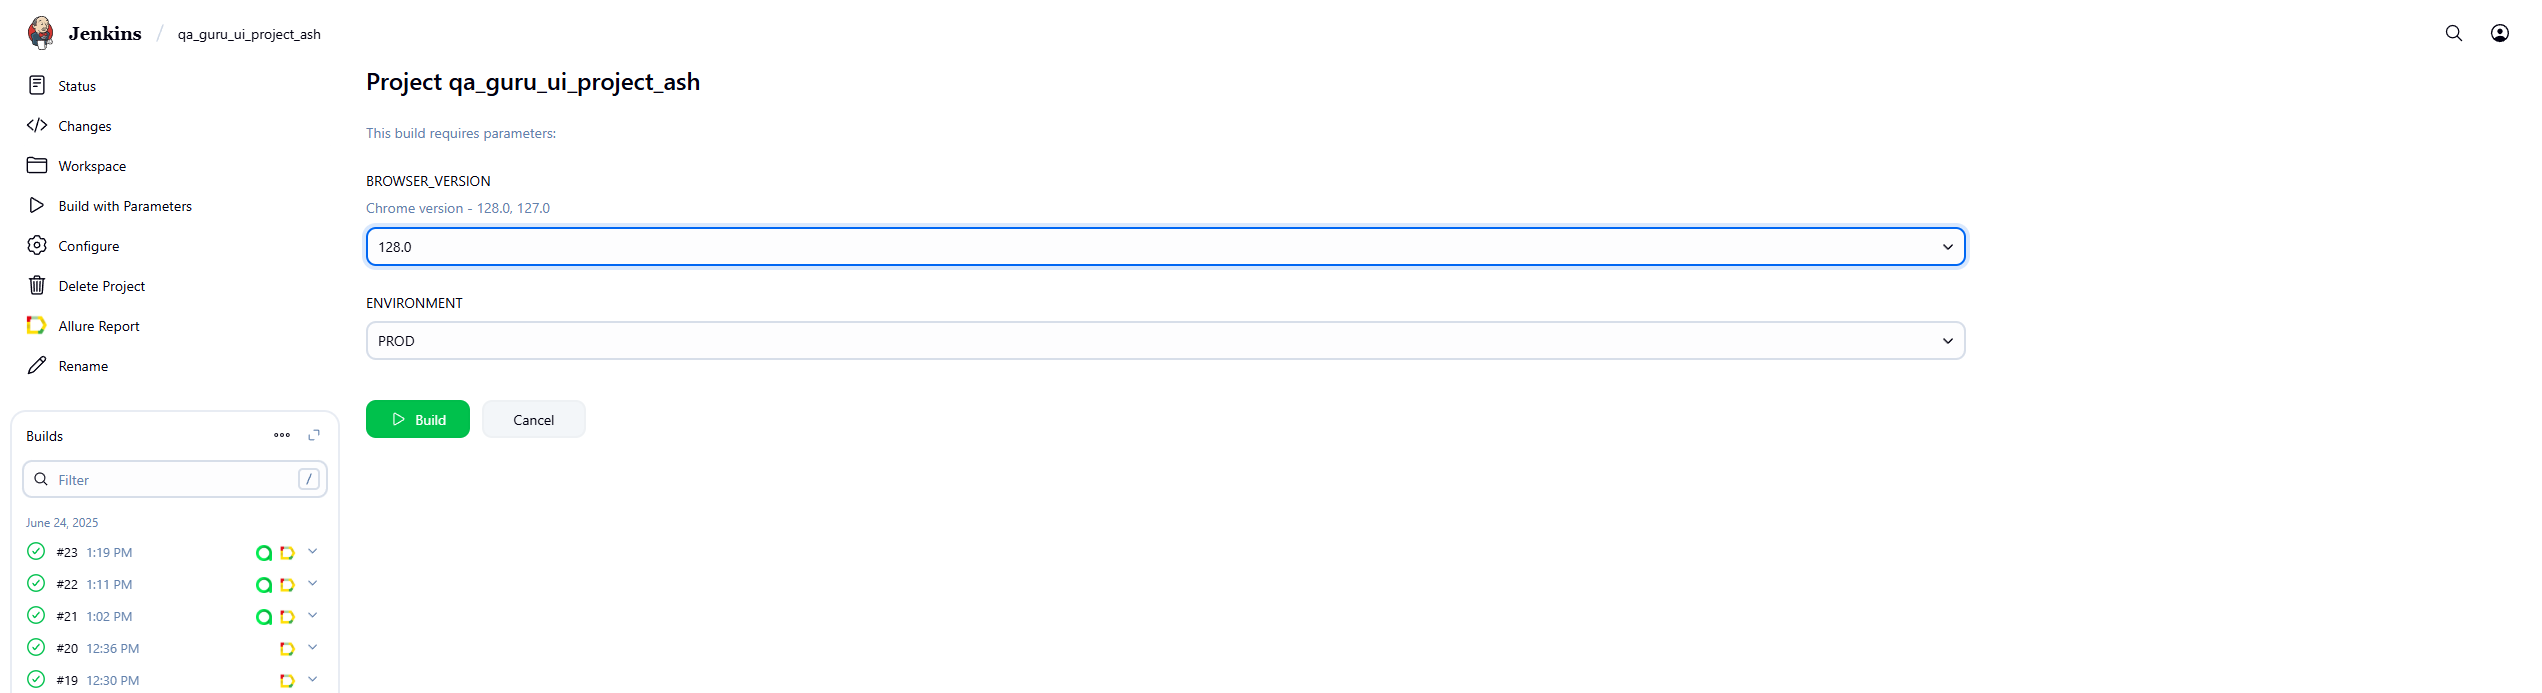 Jenkins / qa_guru_ui_project_ash
Status
Changes
Workspace
Build with Parameters
Configure
Delete Project
Allure Report
Rename
Builds
Filter /
June 24, 2025
#23 1:19 PM
#22 1:11 PM
#21 1:02 PM
#20 12:36 PM
#19 12:30 PM
Project qa_guru_ui_project_ash
This build requires parameters:
BROWSER_VERSION
Chrome version - 128.0, 127.0
128.0
ENVIRONMENT
PROD
Build Cancel